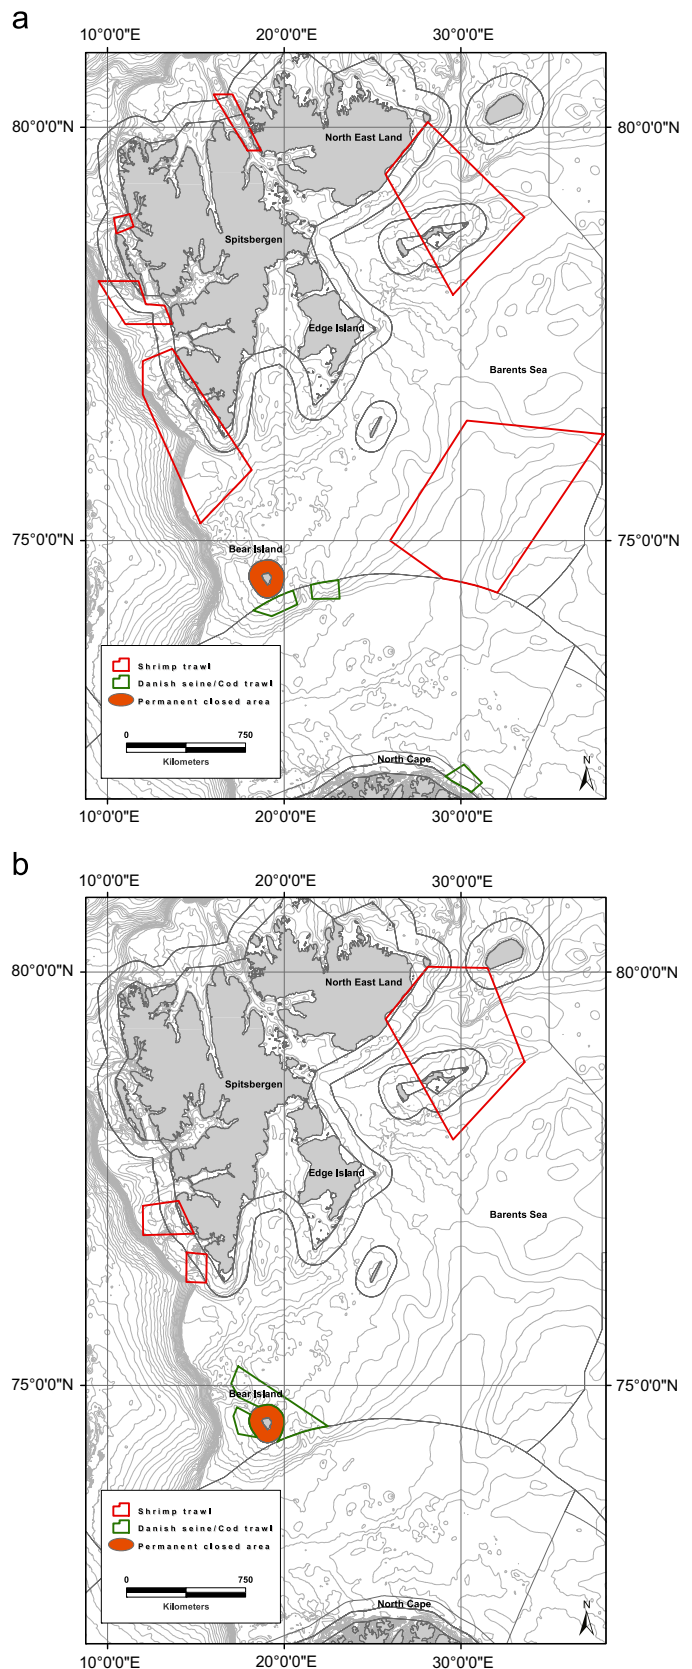 a
10°0'0"E 20°0'0"E 30°0'0"E
80°0'0"N 80°0'0"N
North East Land
Spitsbergen
Edge Island
Barents Sea
75°0'0"N 75°0'0"N
Bear Island
Shrimp trawl
Danish seine/Cod trawl
Permanent closed area
0 750
Kilometers
North Cape
N
10°0'0"E 20°0'0"E 30°0'0"E
b
10°0'0"E 20°0'0"E 30°0'0"E
80°0'0"N 80°0'0"N
North East Land
Spitsbergen
Edge Island
Barents Sea
75°0'0"N 75°0'0"N
Bear Island
Shrimp trawl
Danish seine/Cod trawl
Permanent closed area
0 750
Kilometers
North Cape
N
10°0'0"E 20°0'0"E 30°0'0"E